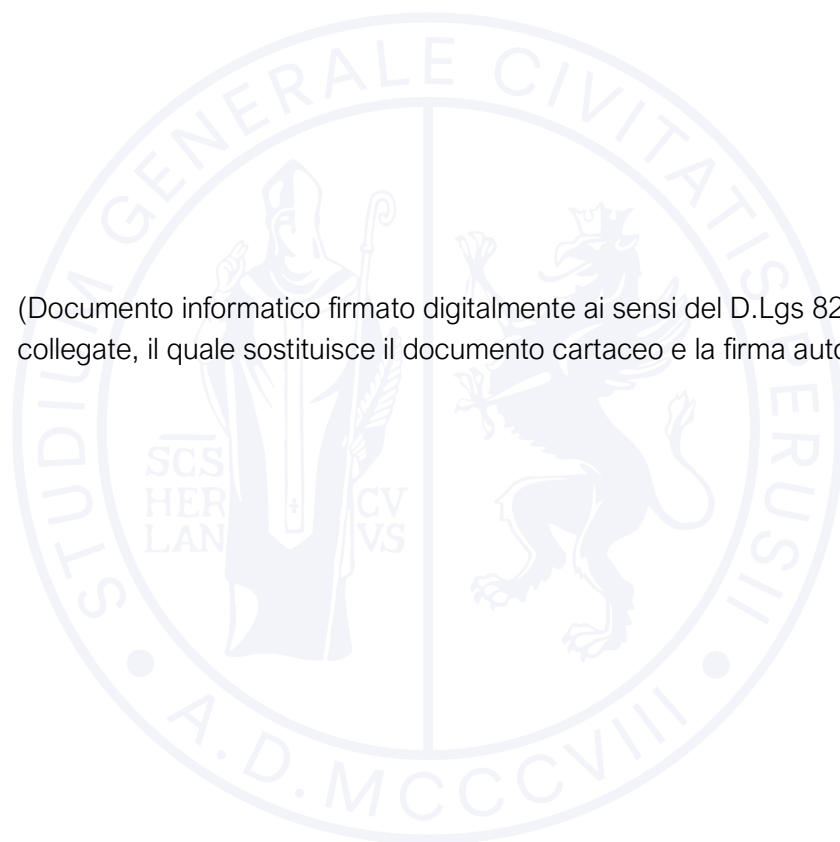 STUDIUM GENERALE CIVITATIS PERUSII
(Documento informatico firmato digitalmente ai sensi del D.Lgs 82
collegate, il quale sostituisce il documento cartaceo e la firma
SCS
HER
LAN
CV
VS
A.D. MCCCVIII